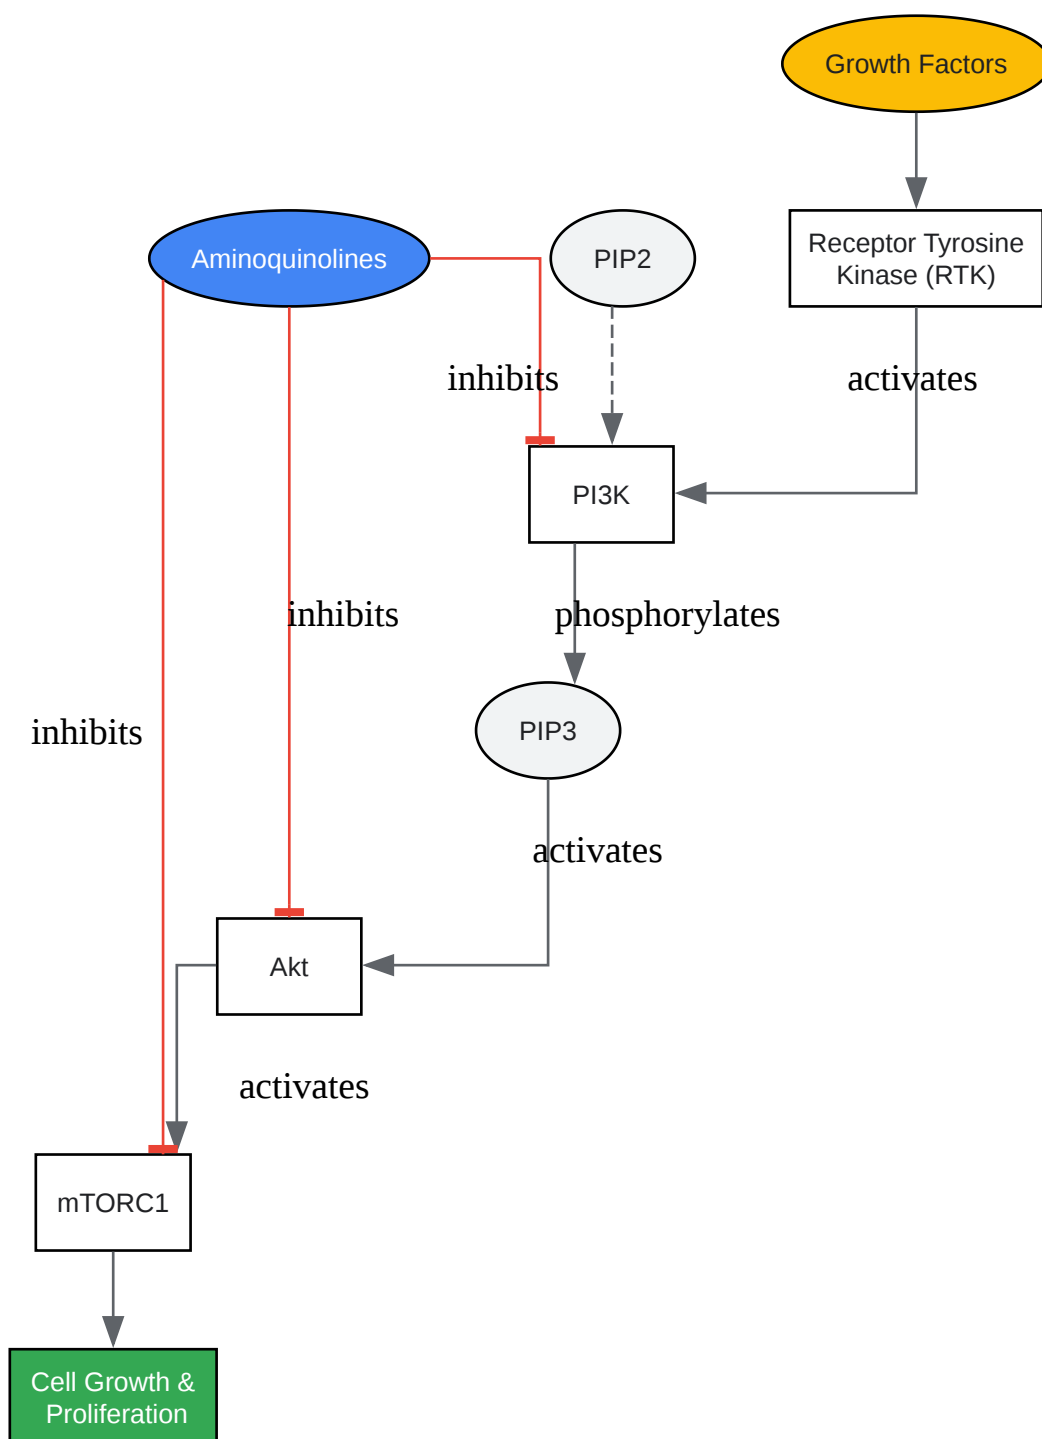 Growth Factors
Aminoquinolines
PIP2
Receptor Tyrosine
Kinase (RTK)
inhibits
activates
PI3K
inhibits
phosphorylates
inhibits
PIP3
activates
Akt
activates
mTORC1
Cell Growth &
Proliferation